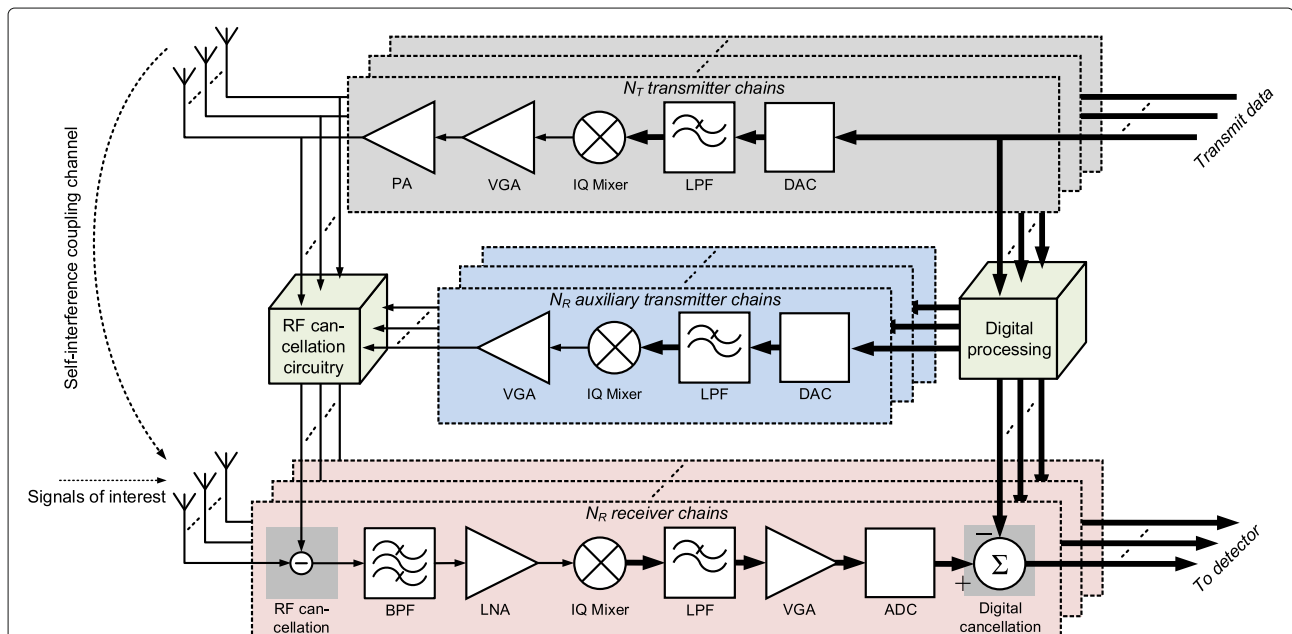 N_T transmitter chains
PA
VGA
IQ Mixer
LPF
DAC
Transmit data
Self-interference coupling channel
N_R auxiliary transmitter chains
RF can-
cellation
circuitry
VGA
IQ Mixer
LPF
DAC
Digital
processing
Signals of interest
N_R receiver chains
−
−
+
Σ
RF can-
cellation
BPF
LNA
IQ Mixer
LPF
VGA
ADC
Digital
cancellation
To detector